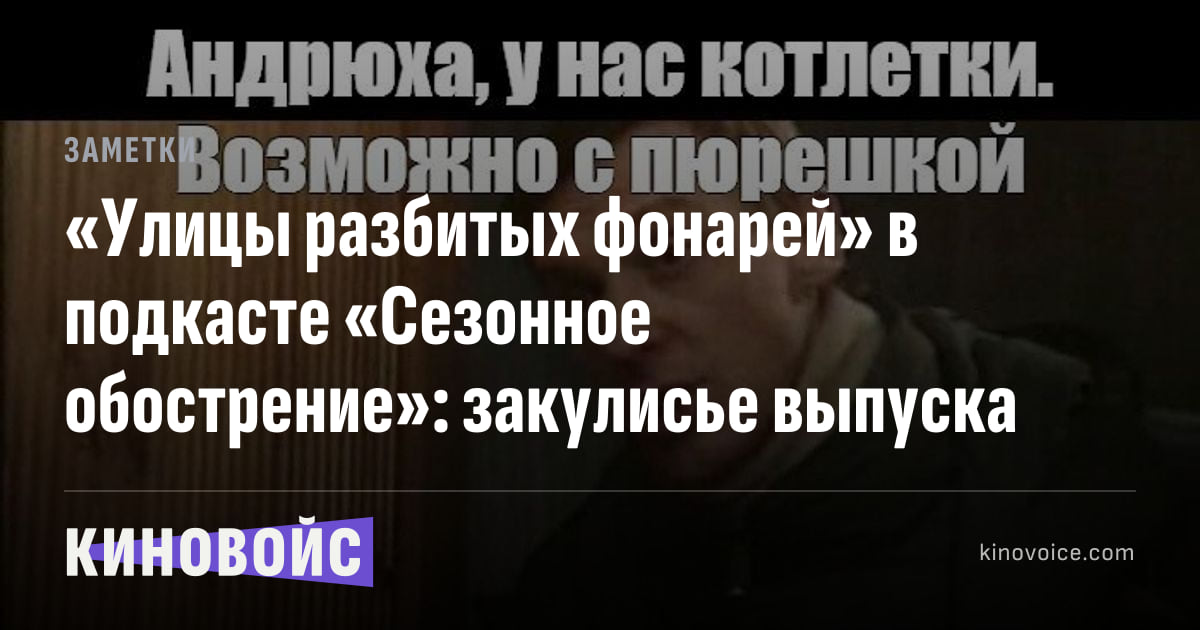 Андрюха, у нас котлетки.
Возможно с пюрешкой
ЗАМЕТКИ
«Улицы разбитых фонарей» в
подкасте «Сезонное
обострение»: закулисье выпуска
КИНОВОЙС
kinovoice.com